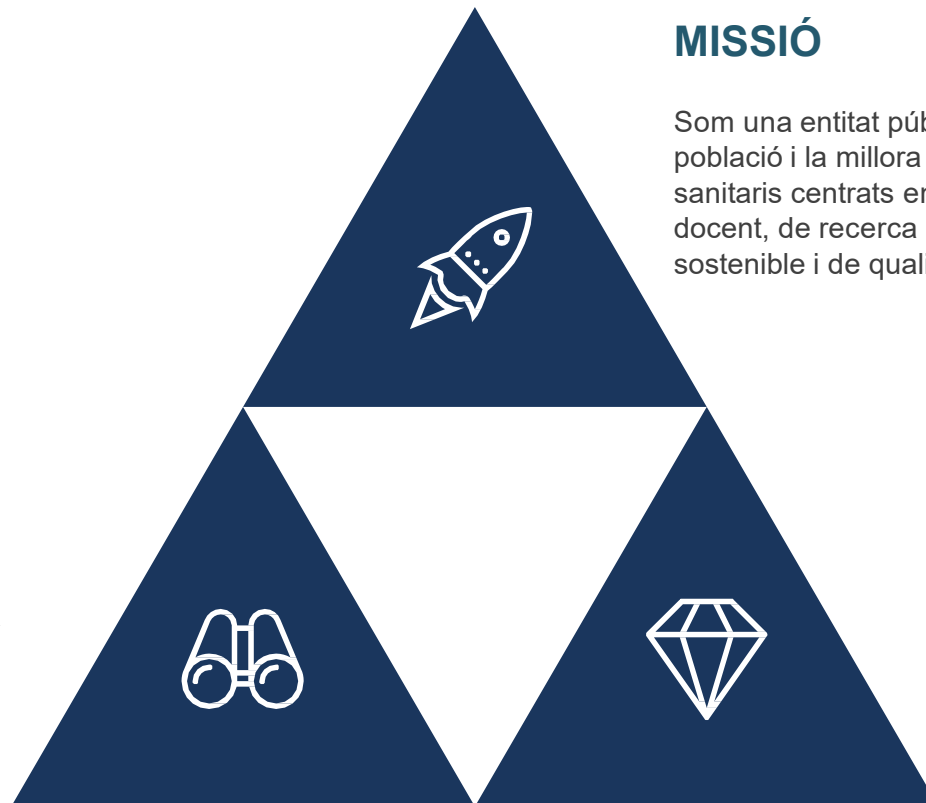 MISSIÓ
Som una entitat púb
població i la millora
sanitaris centrats en
docent, de recerca
sostenible i de quali